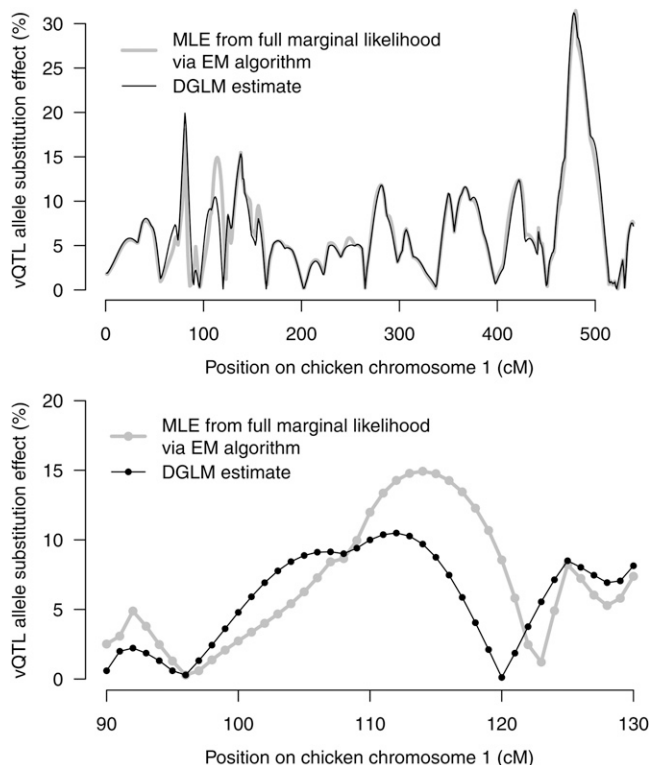 vQTL allele substitution effect (%)
30
25
20
15
10
5
0
MLE from full marginal likelihood
via EM algorithm
DGLM estimate
0 100 200 300 400 500
Position on chicken chromosome 1 (cM)
vQTL allele substitution effect (%)
20
15
10
5
0
MLE from full marginal likelihood
via EM algorithm
DGLM estimate
90 100 110 120 130
Position on chicken chromosome 1 (cM)